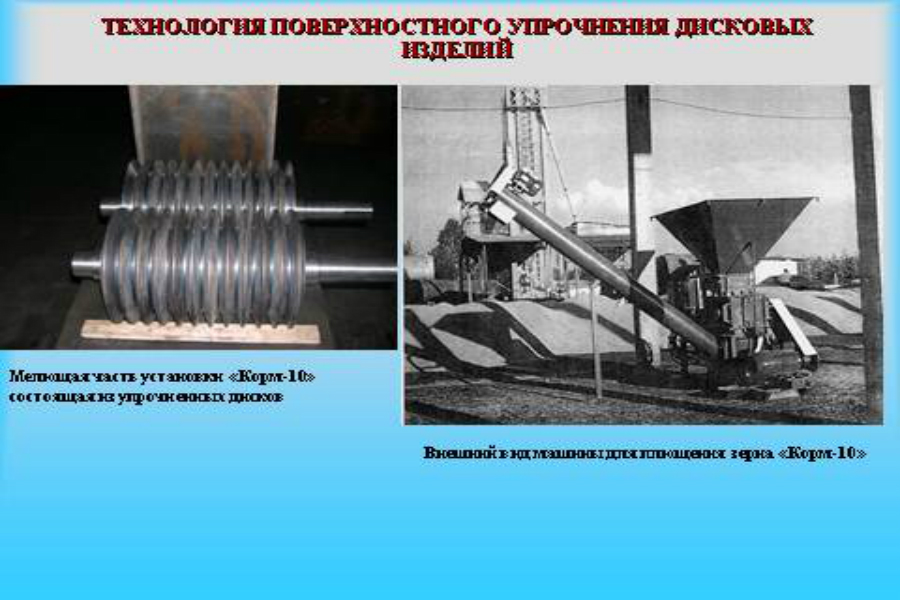 ТЕХНОЛОГИЯ ПОВЕРХНОСТНОГО УПРОЧНЕНИЯ ДИСКОВЫХ
ИЗДЕЛИЙ
Мелющая часть установки «Корм-10»
состоящая из упрочненных дисков
Внешний вид машины для плющения зерна «Корм-10»